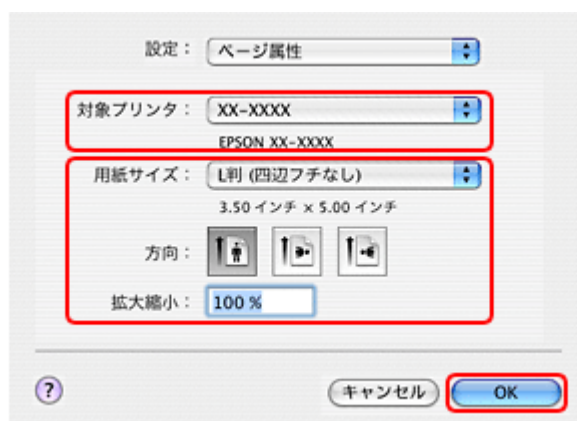 設定： ページ属性
対象プリンタ： XX-XXXX
EPSON XX-XXXX
用紙サイズ： L判 (四辺フチなし)
3.50 インチ × 5.00 インチ
方向：
拡大縮小： 100 %
? キャンセル OK